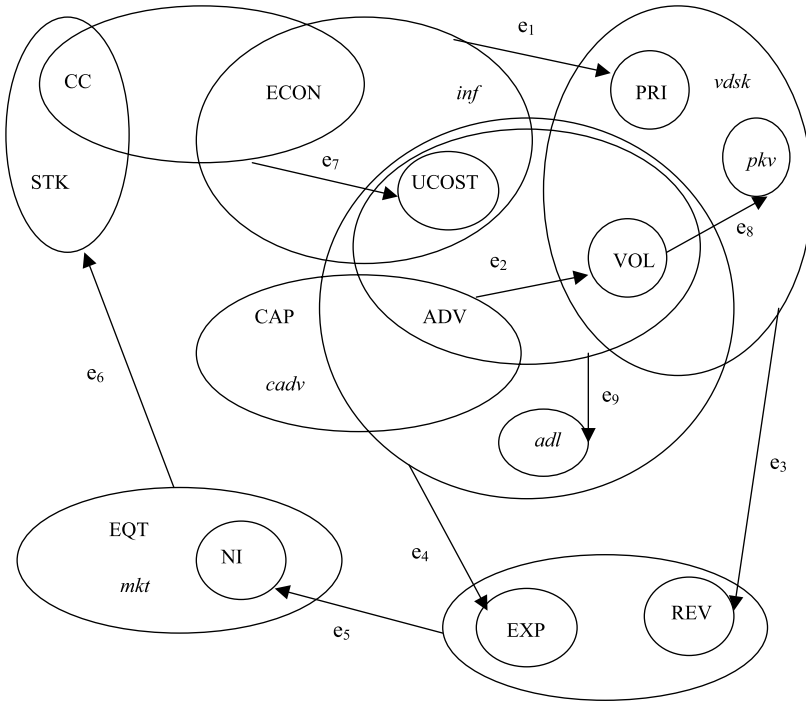 e1
CC
ECON
inf
PRI
vdsk
pkv
STK
e7
UCOST
e8
VOL
e2
CAP
ADV
cadv
e6
e9
adl
e3
EQT
NI
mkt
e4
e5
EXP
REV